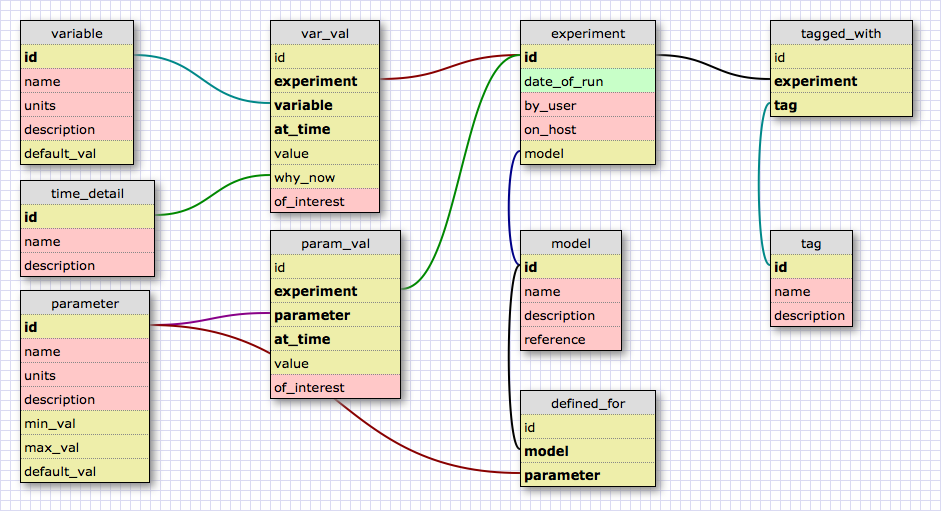 variable
id
name
units
description
default_val
time_detail
id
name
description
parameter
id
name
units
description
min_val
max_val
default_val
var_val
id
experiment
variable
at_time
value
why_now
of_interest
param_val
id
experiment
parameter
at_time
value
of_interest
experiment
id
date_of_run
by_user
on_host
model
model
id
name
description
reference
defined_for
id
model
parameter
tagged_with
id
experiment
tag
tag
id
name
description